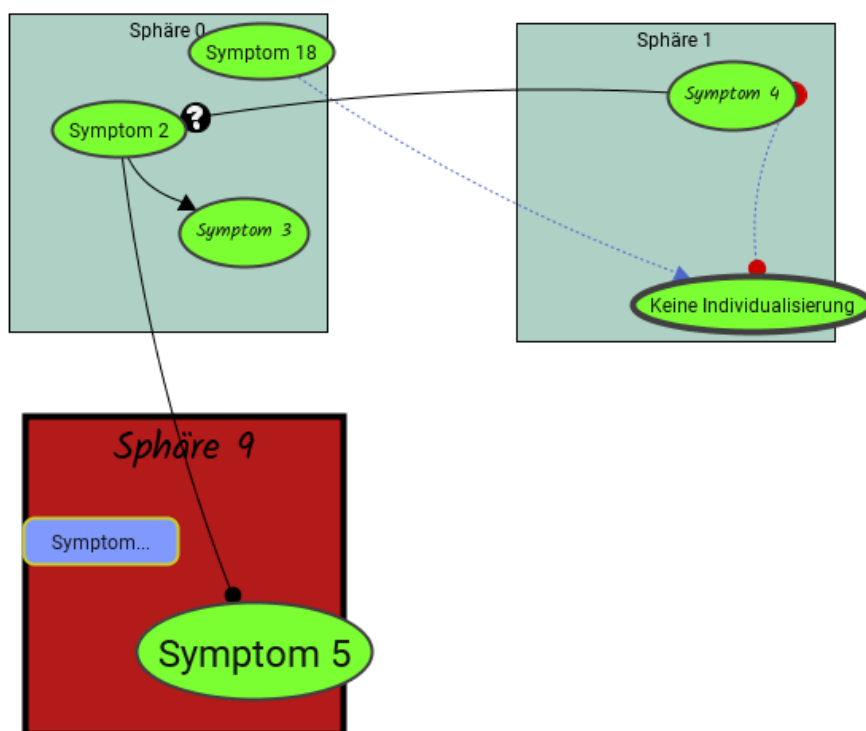 Sphäre 0
Symptom 18
Symptom 2
?
Symptom 3
Sphäre 1
Symptom 4
Keine Individualisierung
Sphäre 9
Symptom...
Symptom 5